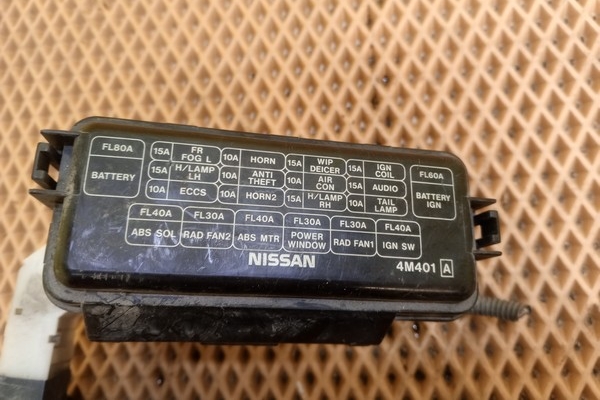 FL80A
BATTERY
15A FR FOG L 10A HORN 15A WIP DEICER 15A IGN COIL
15A H/LAMP LH 10A ANTI THEFT 10A AIR CON 15A AUDIO
10A ECCS 10A HORN2 15A H/LAMP RH 10A TAIL LAMP
FL60A
BATTERY
IGN
FL40A FL30A FL40A FL30A FL30A FL40A
ABS SOL RAD FAN2 ABS MTR POWER WINDOW RAD FAN1 IGN SW
NISSAN
4M401 A